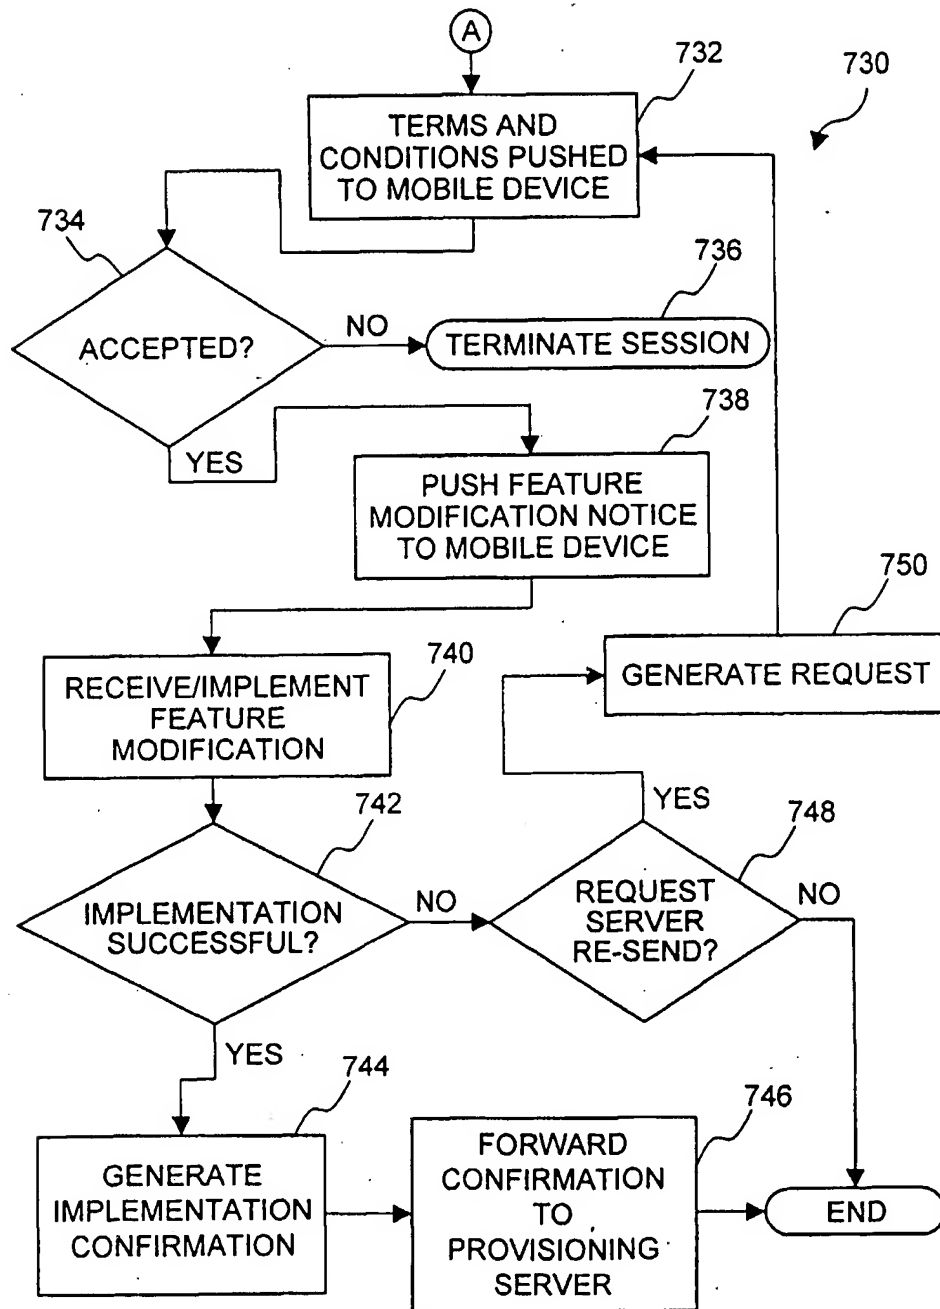 A
732
730
TERMS AND
CONDITIONS PUSHED
TO MOBILE DEVICE
734
736
ACCEPTED?
NO
TERMINATE SESSION
738
YES
PUSH FEATURE
MODIFICATION NOTICE
TO MOBILE DEVICE
750
740
GENERATE REQUEST
RECEIVE/IMPLEMENT
FEATURE
MODIFICATION
742
YES
748
IMPLEMENTATION
SUCCESSFUL?
NO
REQUEST
SERVER
RE-SEND?
NO
YES
744
746
GENERATE
IMPLEMENTATION
CONFIRMATION
FORWARD
CONFIRMATION
TO
PROVISIONING
SERVER
END